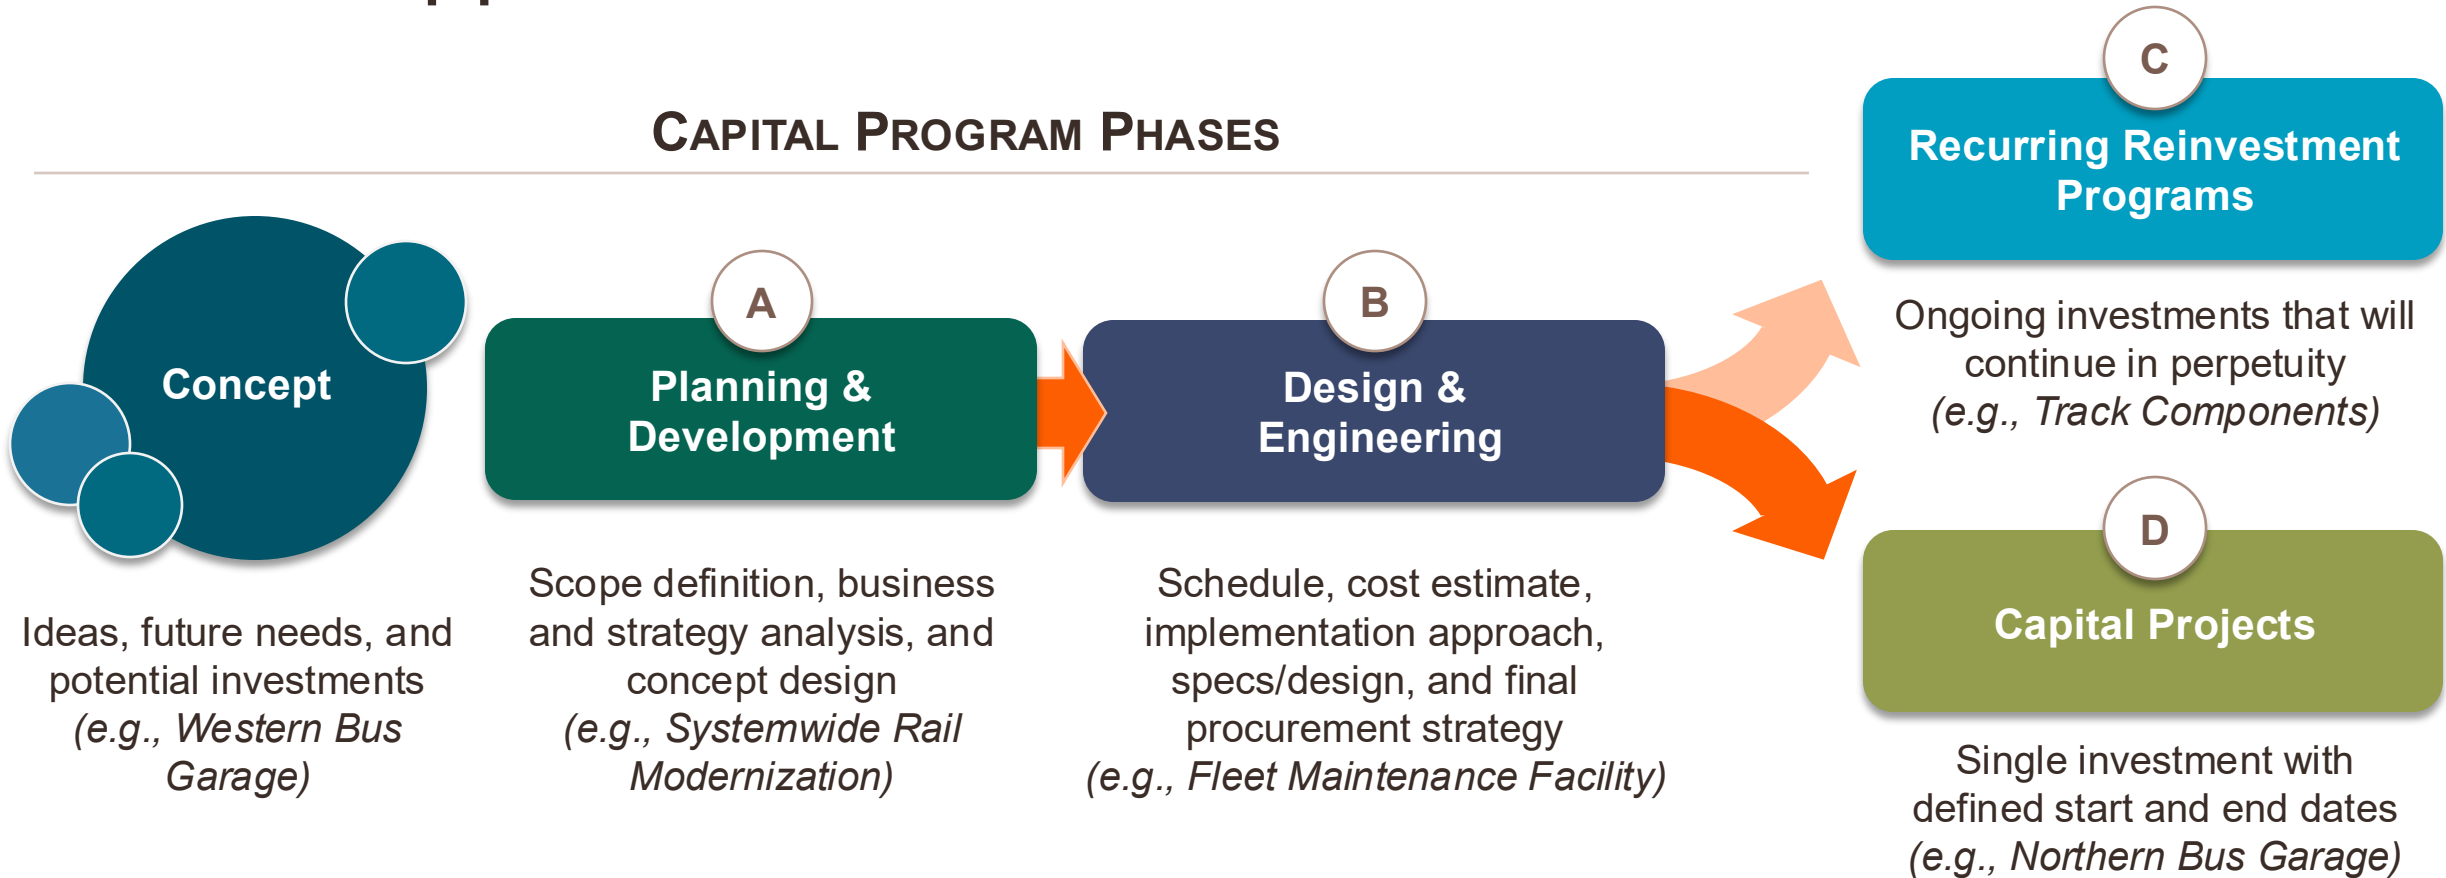 CAPITAL PROGRAM PHASES
Concept
Ideas, future needs, and
potential investments
(e.g., Western Bus
Garage)
A
Planning &
Development
Scope definition, business
and strategy analysis, and
concept design
(e.g., Systemwide Rail
Modernization)
B
Design &
Engineering
Schedule, cost estimate,
implementation approach,
specs/design, and final
procurement strategy
(e.g., Fleet Maintenance Facility)
C
Recurring Reinvestment
Programs
Ongoing investments that will
continue in perpetuity
(e.g., Track Components)
D
Capital Projects
Single investment with
defined start and end dates
(e.g., Northern Bus Garage)